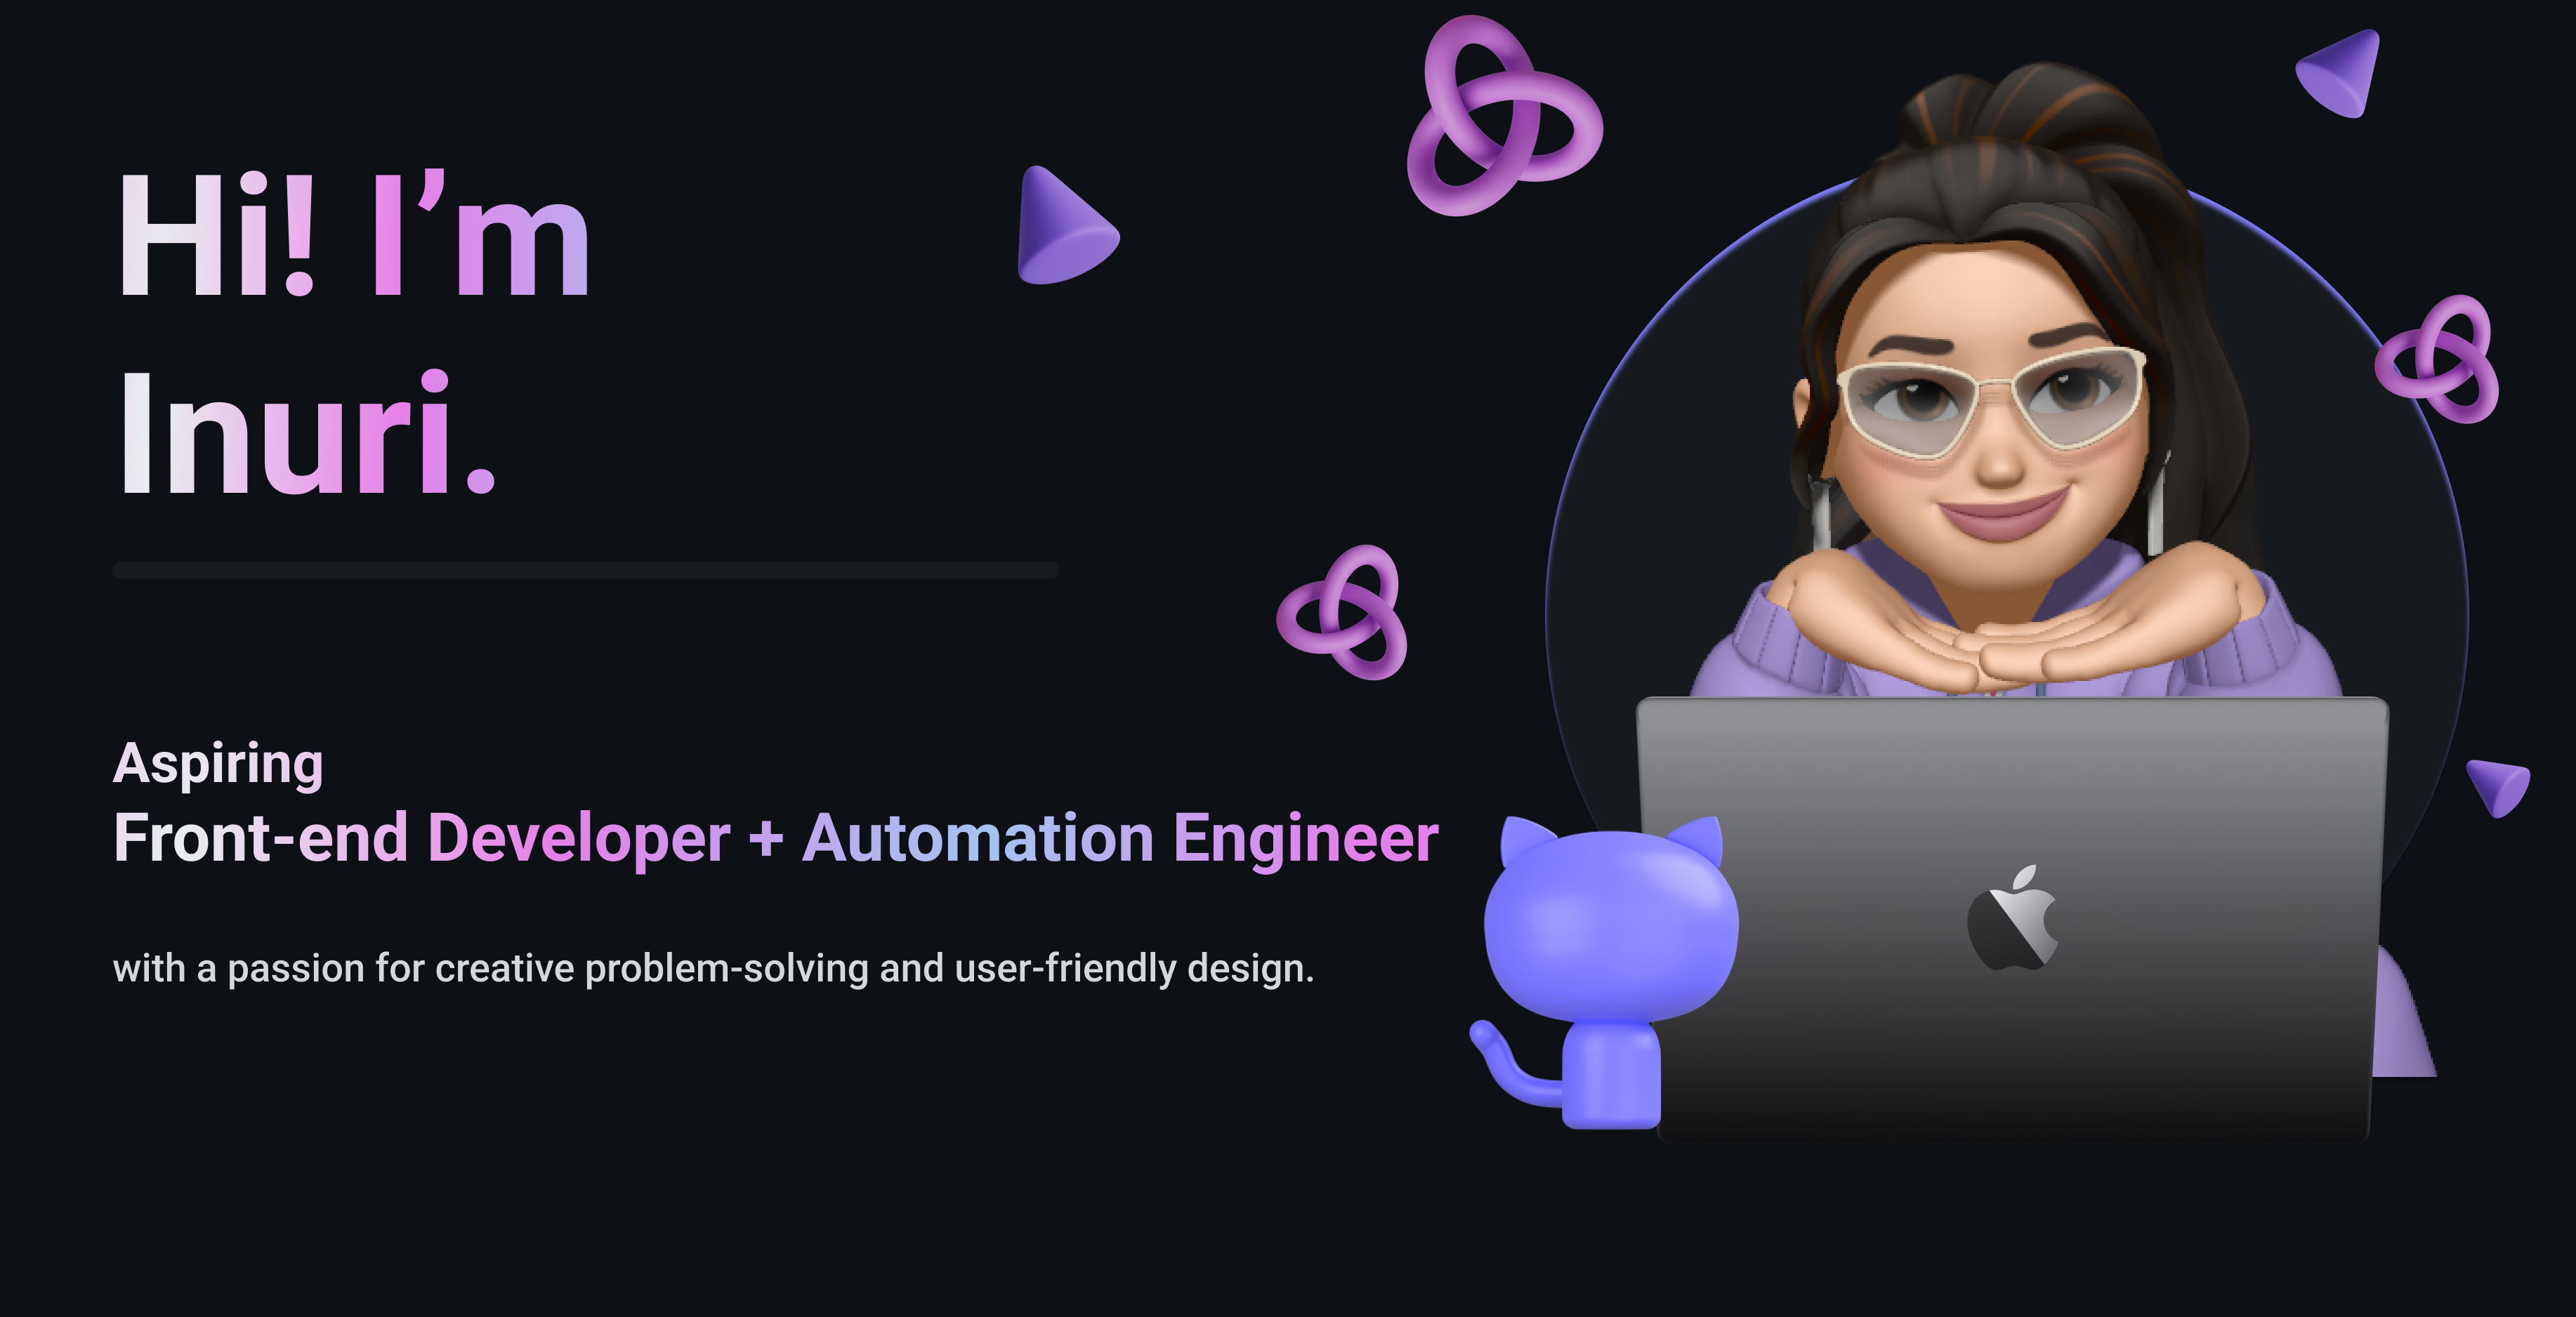 Hi! I’m
Inuri.
Aspiring
Front-end Developer + Automation Engineer
with a passion for creative problem-solving and user-friendly design.